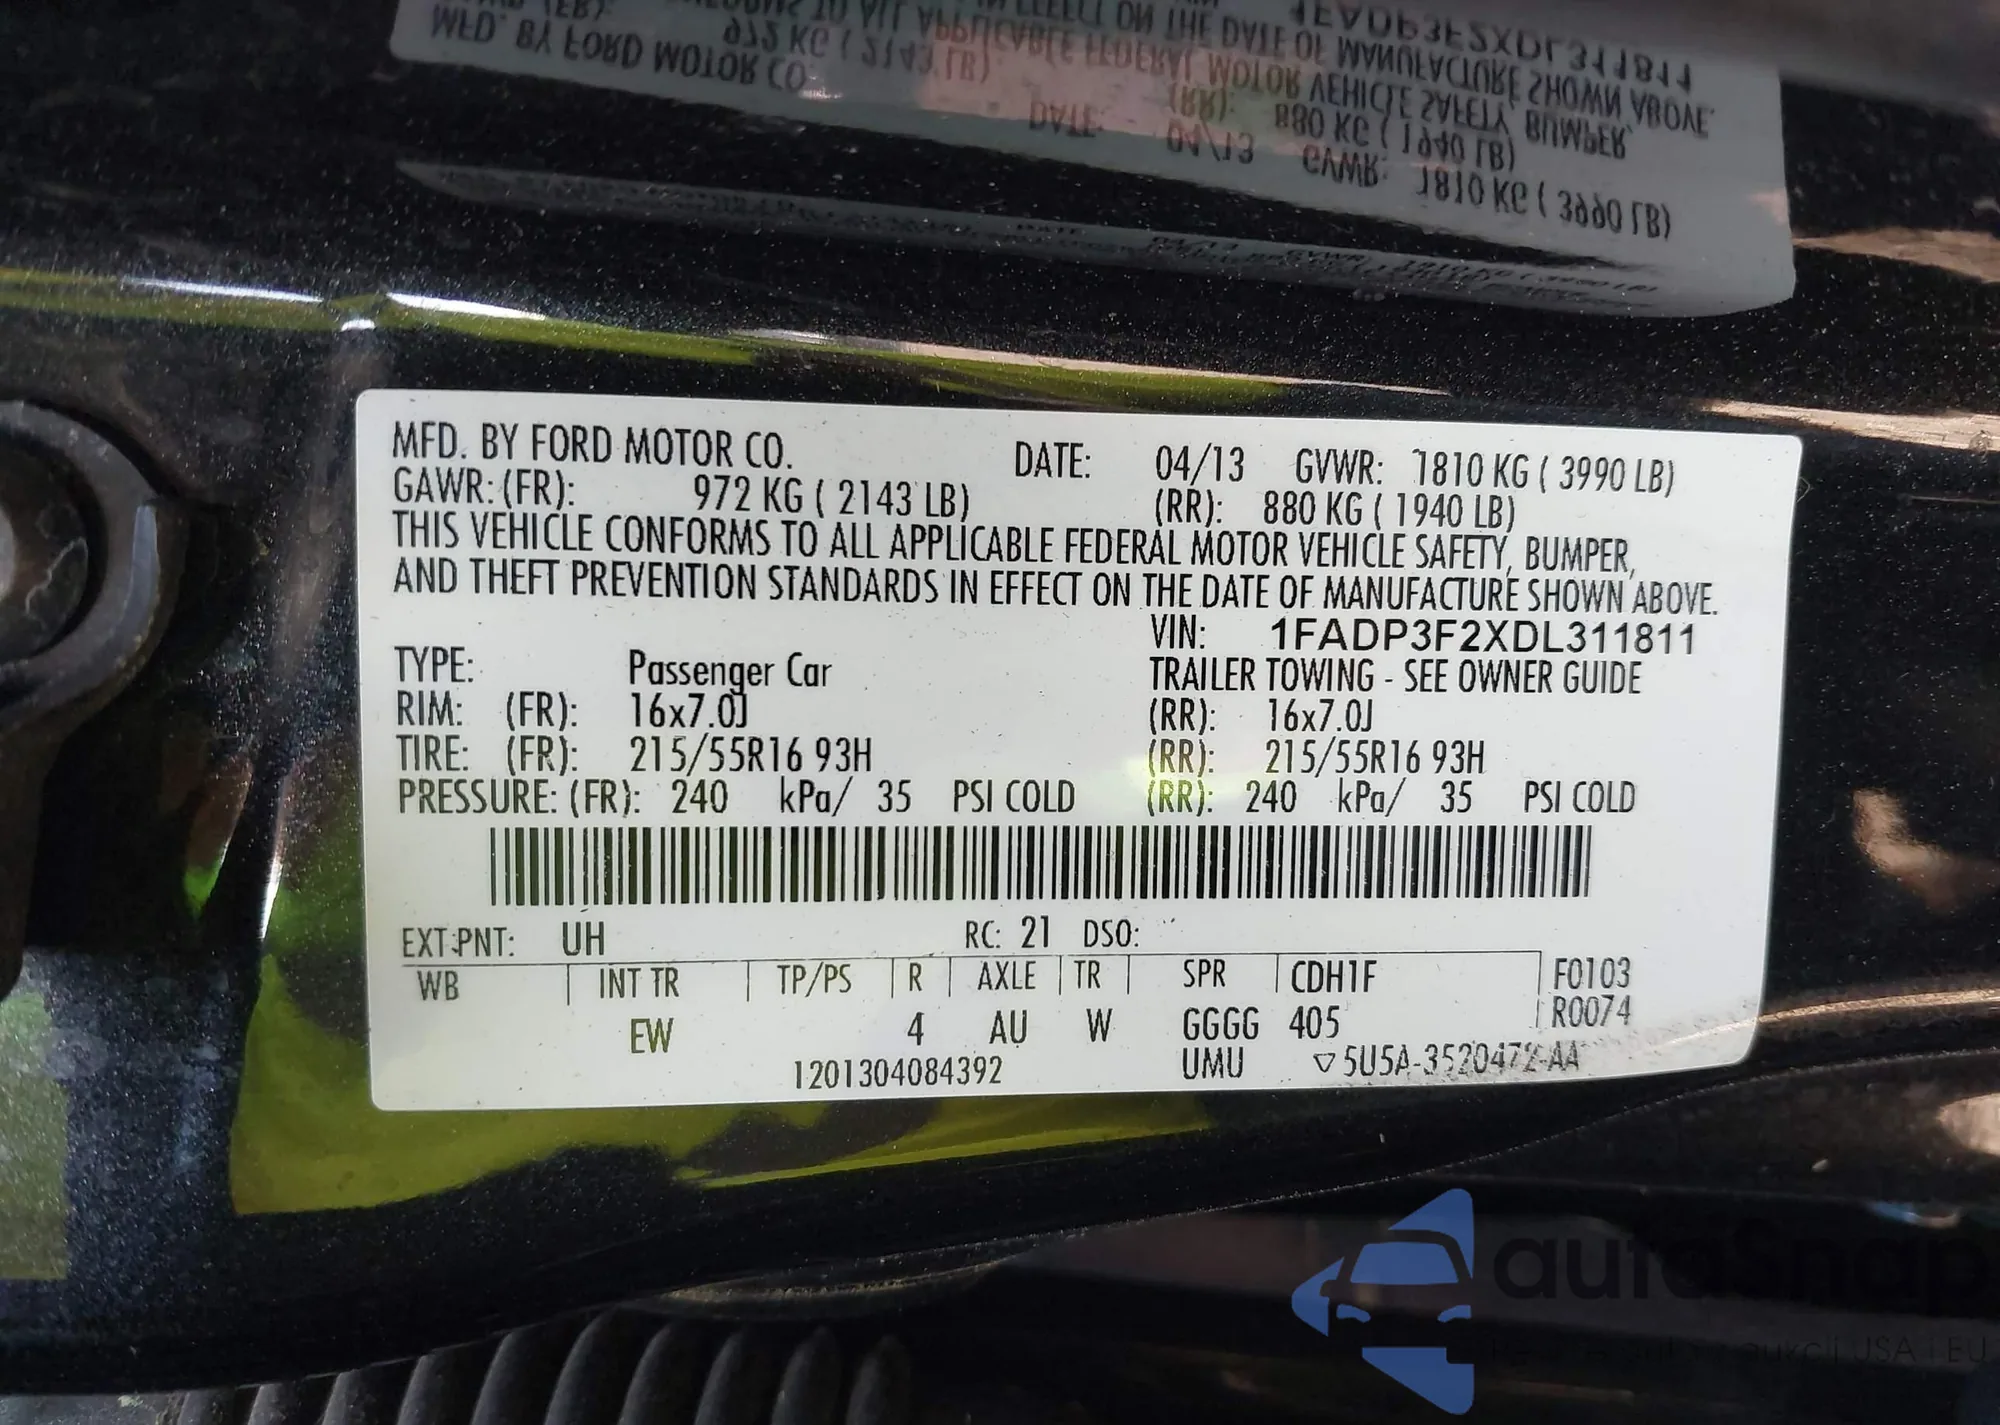 MFD. BY FORD MOTOR CO. DATE: 04/13 GVWR: 1810 KG ( 3990 LB)
GAWR: (FR): 972 KG ( 2143 LB) (RR): 880 KG ( 1940 LB)
THIS VEHICLE CONFORMS TO ALL APPLICABLE FEDERAL MOTOR VEHICLE SAFETY, BUMPER,
AND THEFT PREVENTION STANDARDS IN EFFECT ON THE DATE OF MANUFACTURE SHOWN ABOVE.
VIN: 1FADP3F2XDL311811
TYPE: Passenger Car TRAILER TOWING - SEE OWNER GUIDE
RIM: (FR): 16x7.0J (RR): 16x7.0J
TIRE: (FR): 215/55R16 93H (RR): 215/55R16 93H
PRESSURE: (FR): 240 kPa/ 35 PSI COLD (RR): 240 kPa/ 35 PSI COLD
EXT PNT: UH RC: 21 DSO:
WB INT TR TP/PS R AXLE TR SPR CDH1F F0103
EW 4 AU W GGGG 405 R0074
1201304084392 UMU ▽5U5A-3520472-AA
autoSnap
aukcji USA i EU